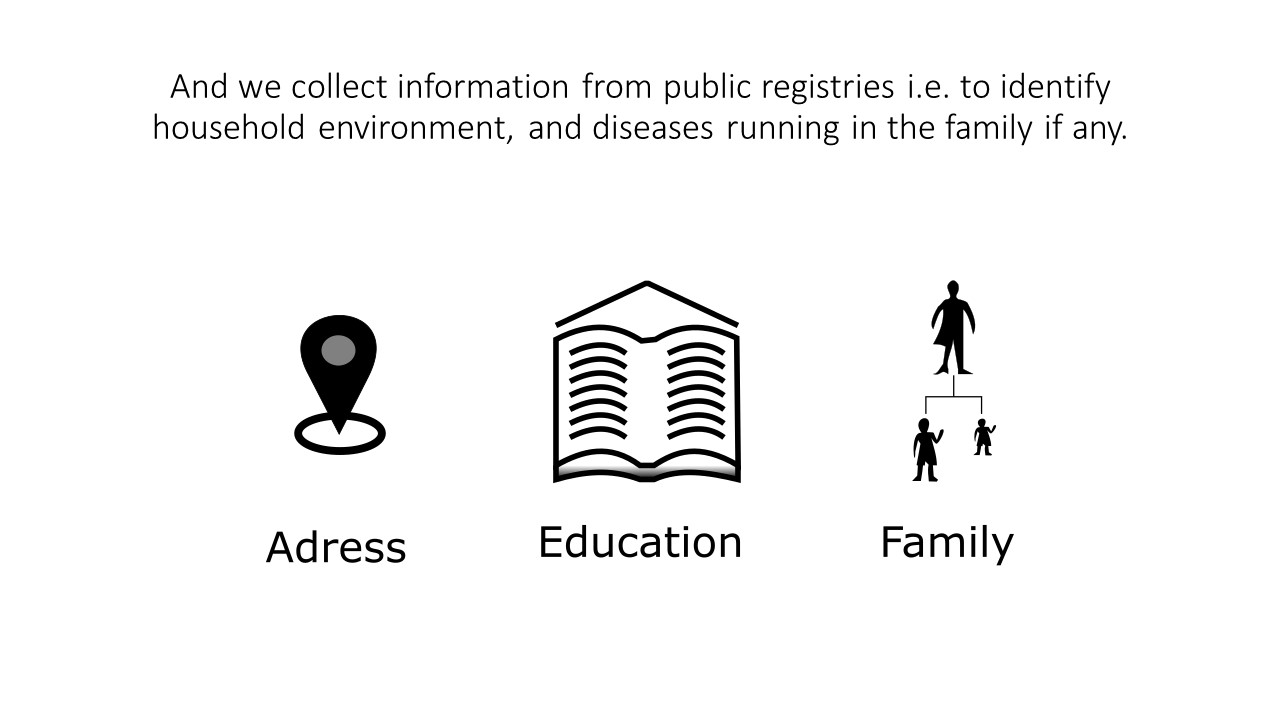 And we collect information from public registries i.e. to identify
household environment, and diseases running in the family if any.
Adress
Education
Family